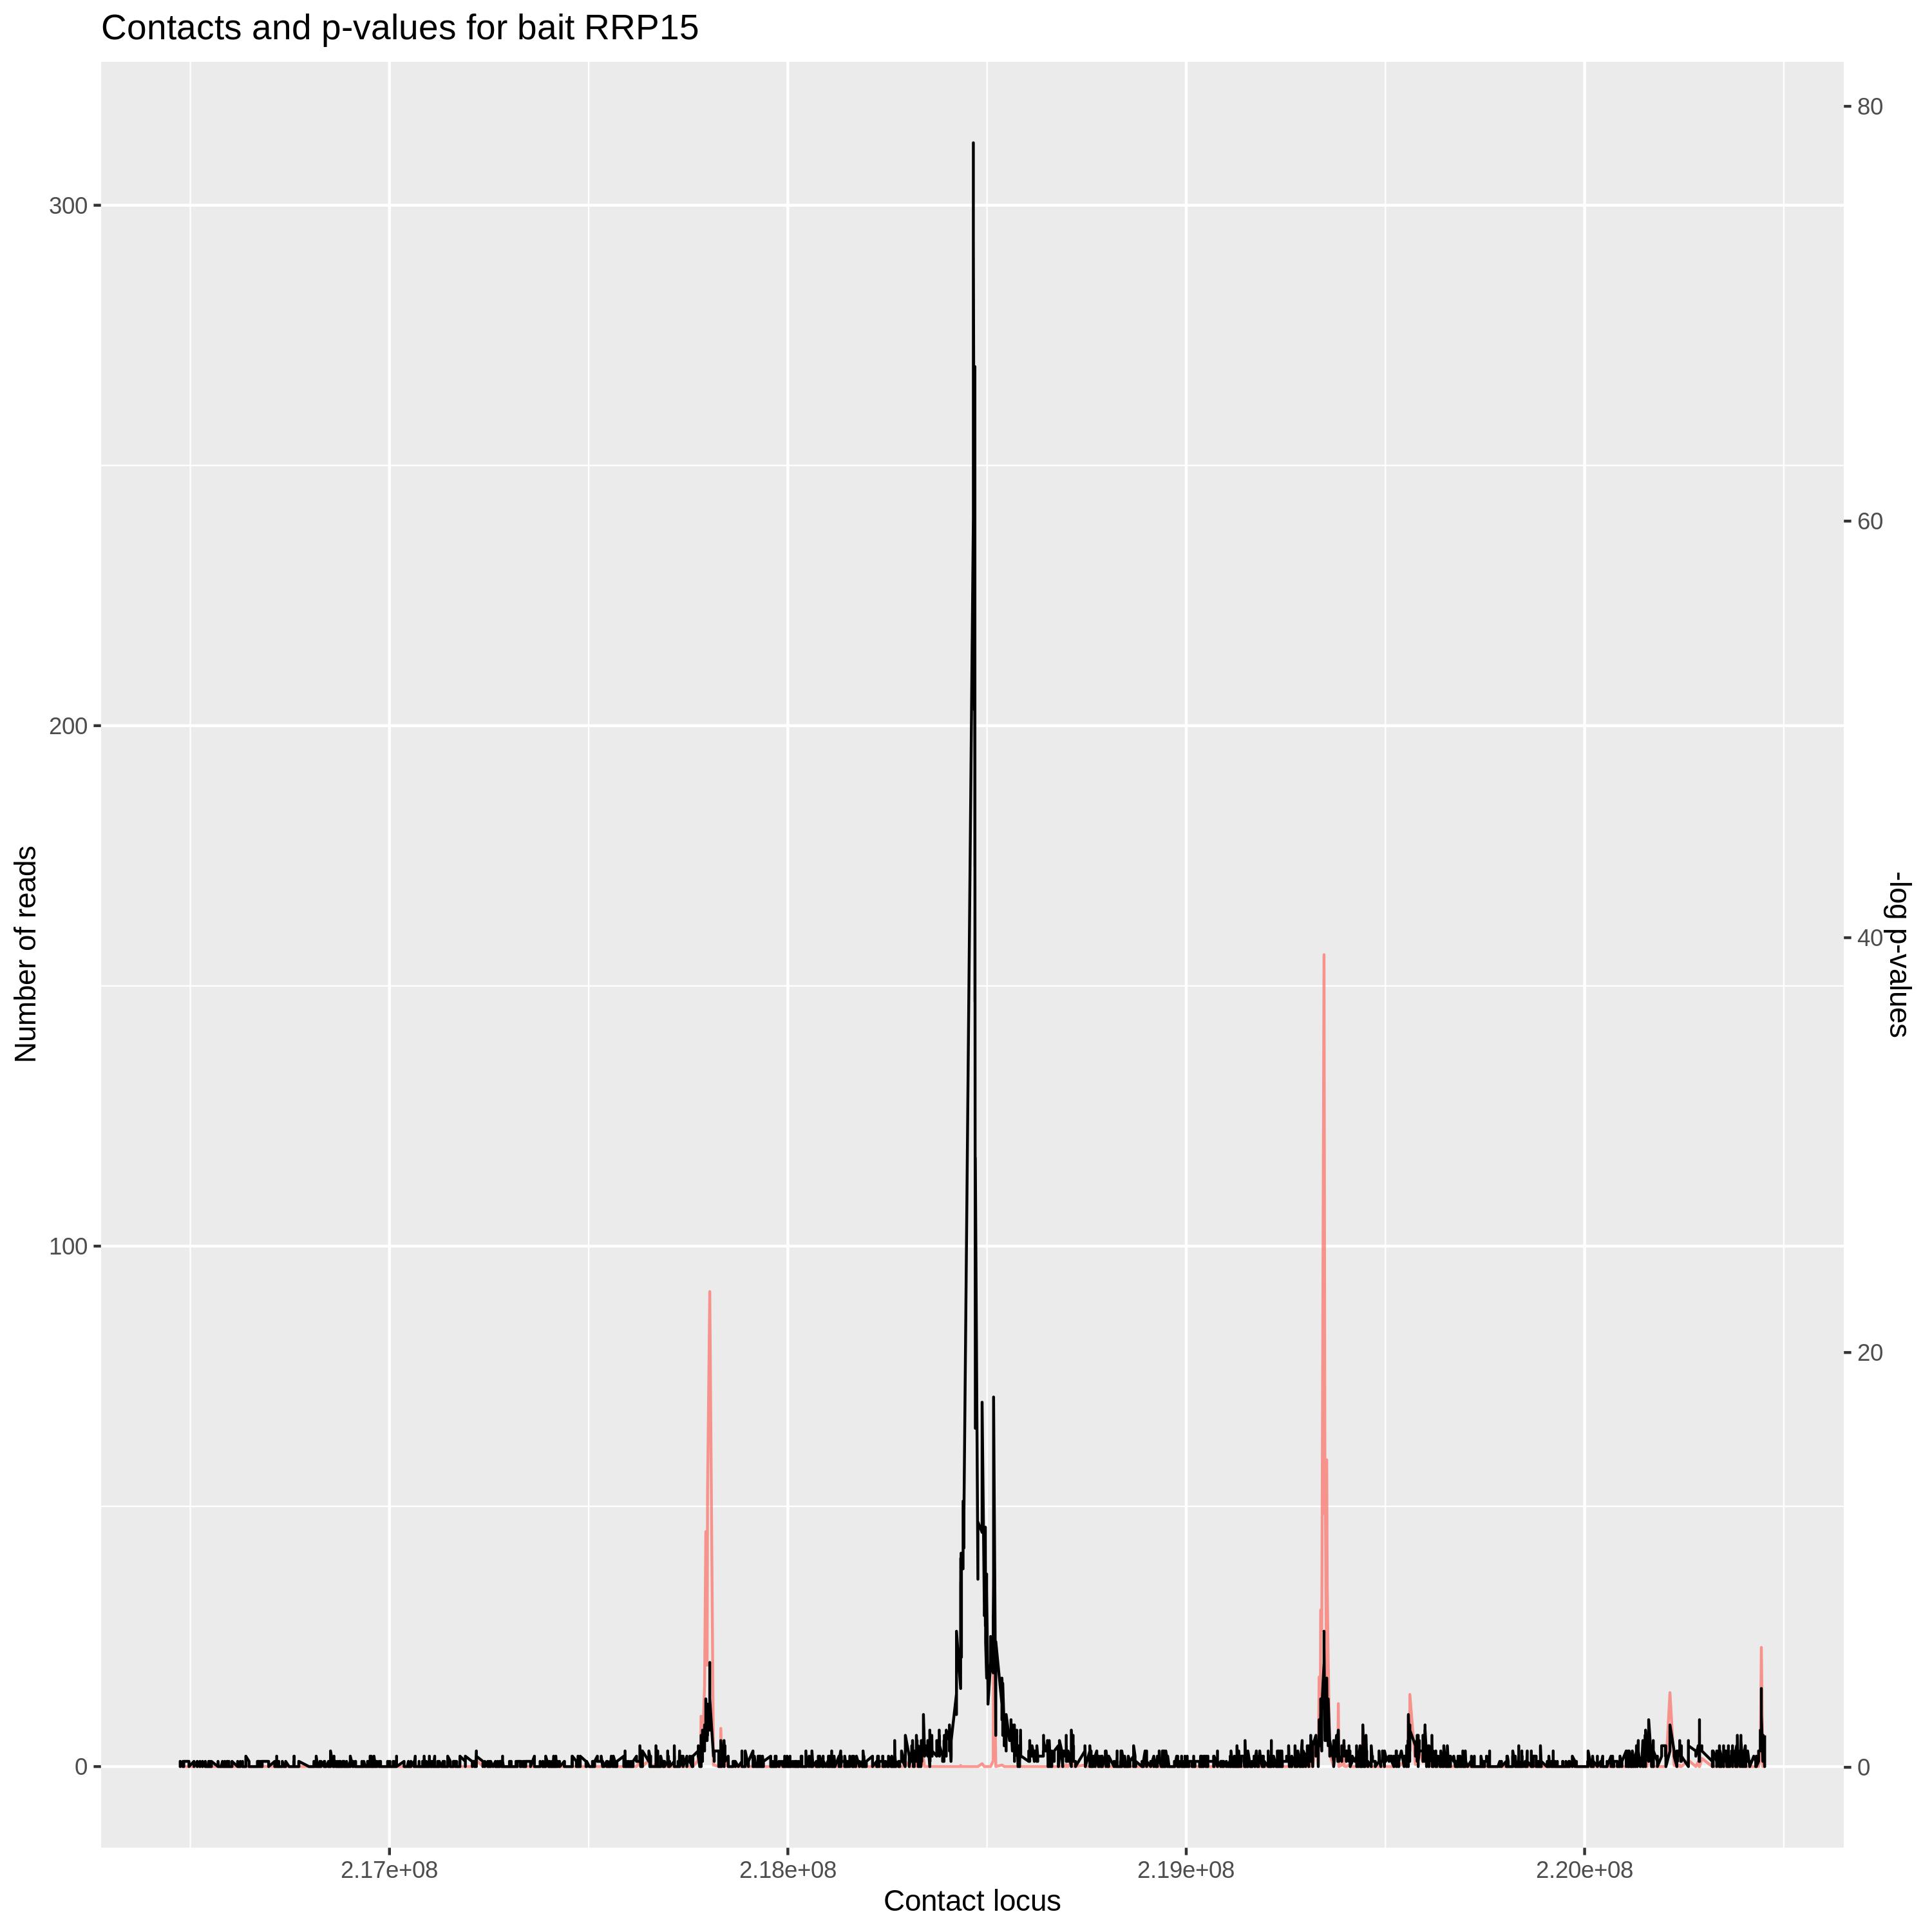 Contacts and p-values for bait RRP15
80
300
60
200
Number of reads
-log p-values
40
20
100
0
0
2.17e+08
2.18e+08
2.19e+08
2.20e+08
Contact locus